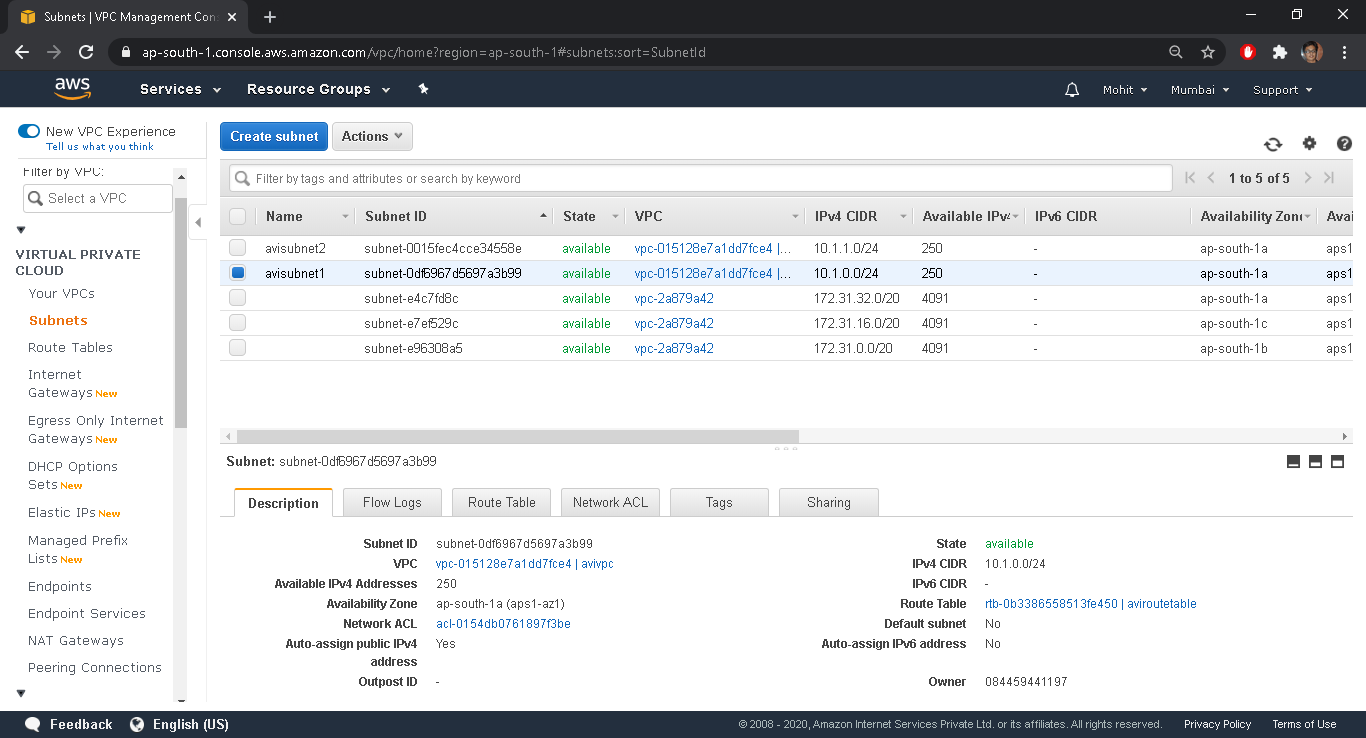 Subnets | VPC Management Con
ap-south-1.console.aws.amazon.com/vpc/home?region=ap-south-1#subnets:sort=SubnetId
aws Services Resource Groups Mohit Mumbai Support
New VPC Experience
Tell us what you think
Filter by VPC:
Select a VPC
VIRTUAL PRIVATE
CLOUD
Your VPCs
Subnets
Route Tables
Internet
Gateways New
Egress Only Internet
Gateways New
DHCP Options
Sets New
Elastic IPs New
Managed Prefix
Lists New
Endpoints
Endpoint Services
NAT Gateways
Peering Connections
Create subnet Actions
Filter by tags and attributes or search by keyword 1 to 5 of 5
Name Subnet ID State VPC IPv4 CIDR Available IPv4 IPv6 CIDR Availability Zon Avai
avisubnet2 subnet-0015fec4cce34558e available vpc-015128e7a1dd7fce4 |... 10.1.1.0/24 250 - ap-south-1a aps1
avisubnet1 subnet-0df6967d5697a3b99 available vpc-015128e7a1dd7fce4 |... 10.1.0.0/24 250 - ap-south-1a aps1
subnet-e4c7fd8c available vpc-2a879a42 172.31.32.0/20 4091 - ap-south-1a aps1
subnet-e7ef529c available vpc-2a879a42 172.31.16.0/20 4091 - ap-south-1c aps1
subnet-e96308a5 available vpc-2a879a42 172.31.0.0/20 4091 - ap-south-1b aps1
Subnet: subnet-0df6967d5697a3b99
Description Flow Logs Route Table Network ACL Tags Sharing
Subnet ID subnet-0df6967d5697a3b99 State available
VPC vpc-015128e7a1dd7fce4 | avivpc IPv4 CIDR 10.1.0.0/24
Available IPv4 Addresses 250 IPv6 CIDR -
Availability Zone ap-south-1a (aps1-az1) Route Table rtb-0b3386558513fe450 | aviroutetable
Network ACL acl-0154db0761897f3be Default subnet No
Auto-assign public IPv4 Yes Auto-assign IPv6 address No
address
Outpost ID - Owner 084459441197
Feedback English (US) © 2008 - 2020, Amazon Internet Services Private Ltd. or its affiliates. All rights reserved. Privacy Policy Terms of Use